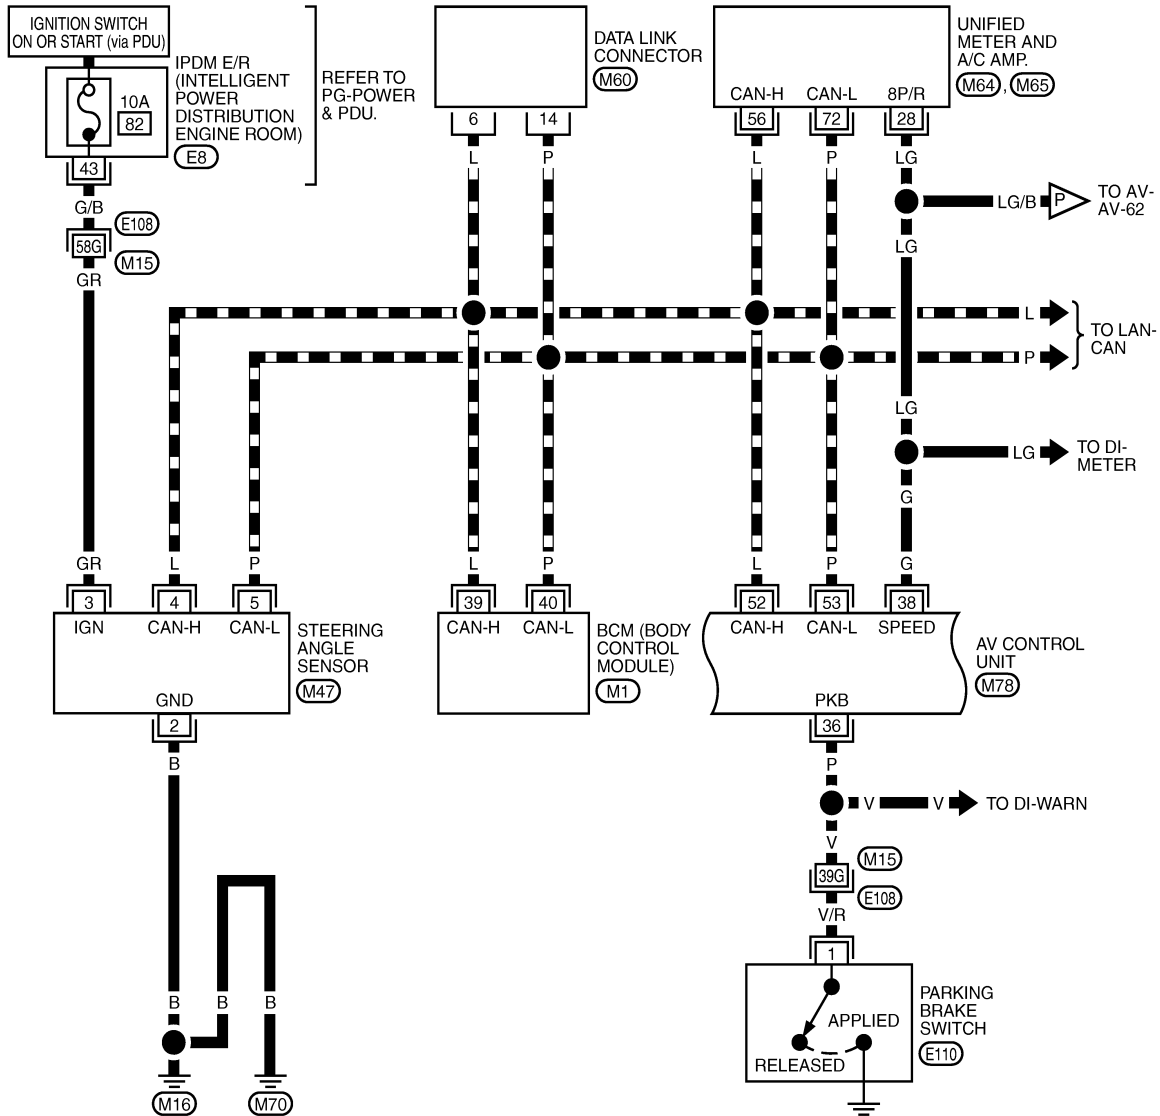 IGNITION SWITCH
ON OR START (via PDU)
10A
82
IPDM E/R
(INTELLIGENT
POWER
DISTRIBUTION
ENGINE ROOM)
E8
REFER TO
PG-POWER
& PDU.
43
G/B
E108
58G
M15
GR
DATA LINK
CONNECTOR
M60
6
14
L
P
UNIFIED
METER AND
A/C AMP.
M64, M65
CAN-H
CAN-L
8P/R
56
72
28
L
P
LG
LG/B
P
TO AV-
AV-62
LG
L
P
TO LAN-
CAN
LG
LG
TO DI-
METER
G
GR
L
P
L
P
L
P
G
3
4
5
39
40
52
53
38
IGN
CAN-H
CAN-L
STEERING
ANGLE
SENSOR
M47
GND
2
B
CAN-H
CAN-L
BCM (BODY
CONTROL
MODULE)
M1
CAN-H
CAN-L
SPEED
AV CONTROL
UNIT
M78
PKB
36
P
V
V
TO DI-WARN
V
M15
39G
E108
V/R
1
PARKING
BRAKE
SWITCH
E110
APPLIED
RELEASED
B
B
B
M16
M70